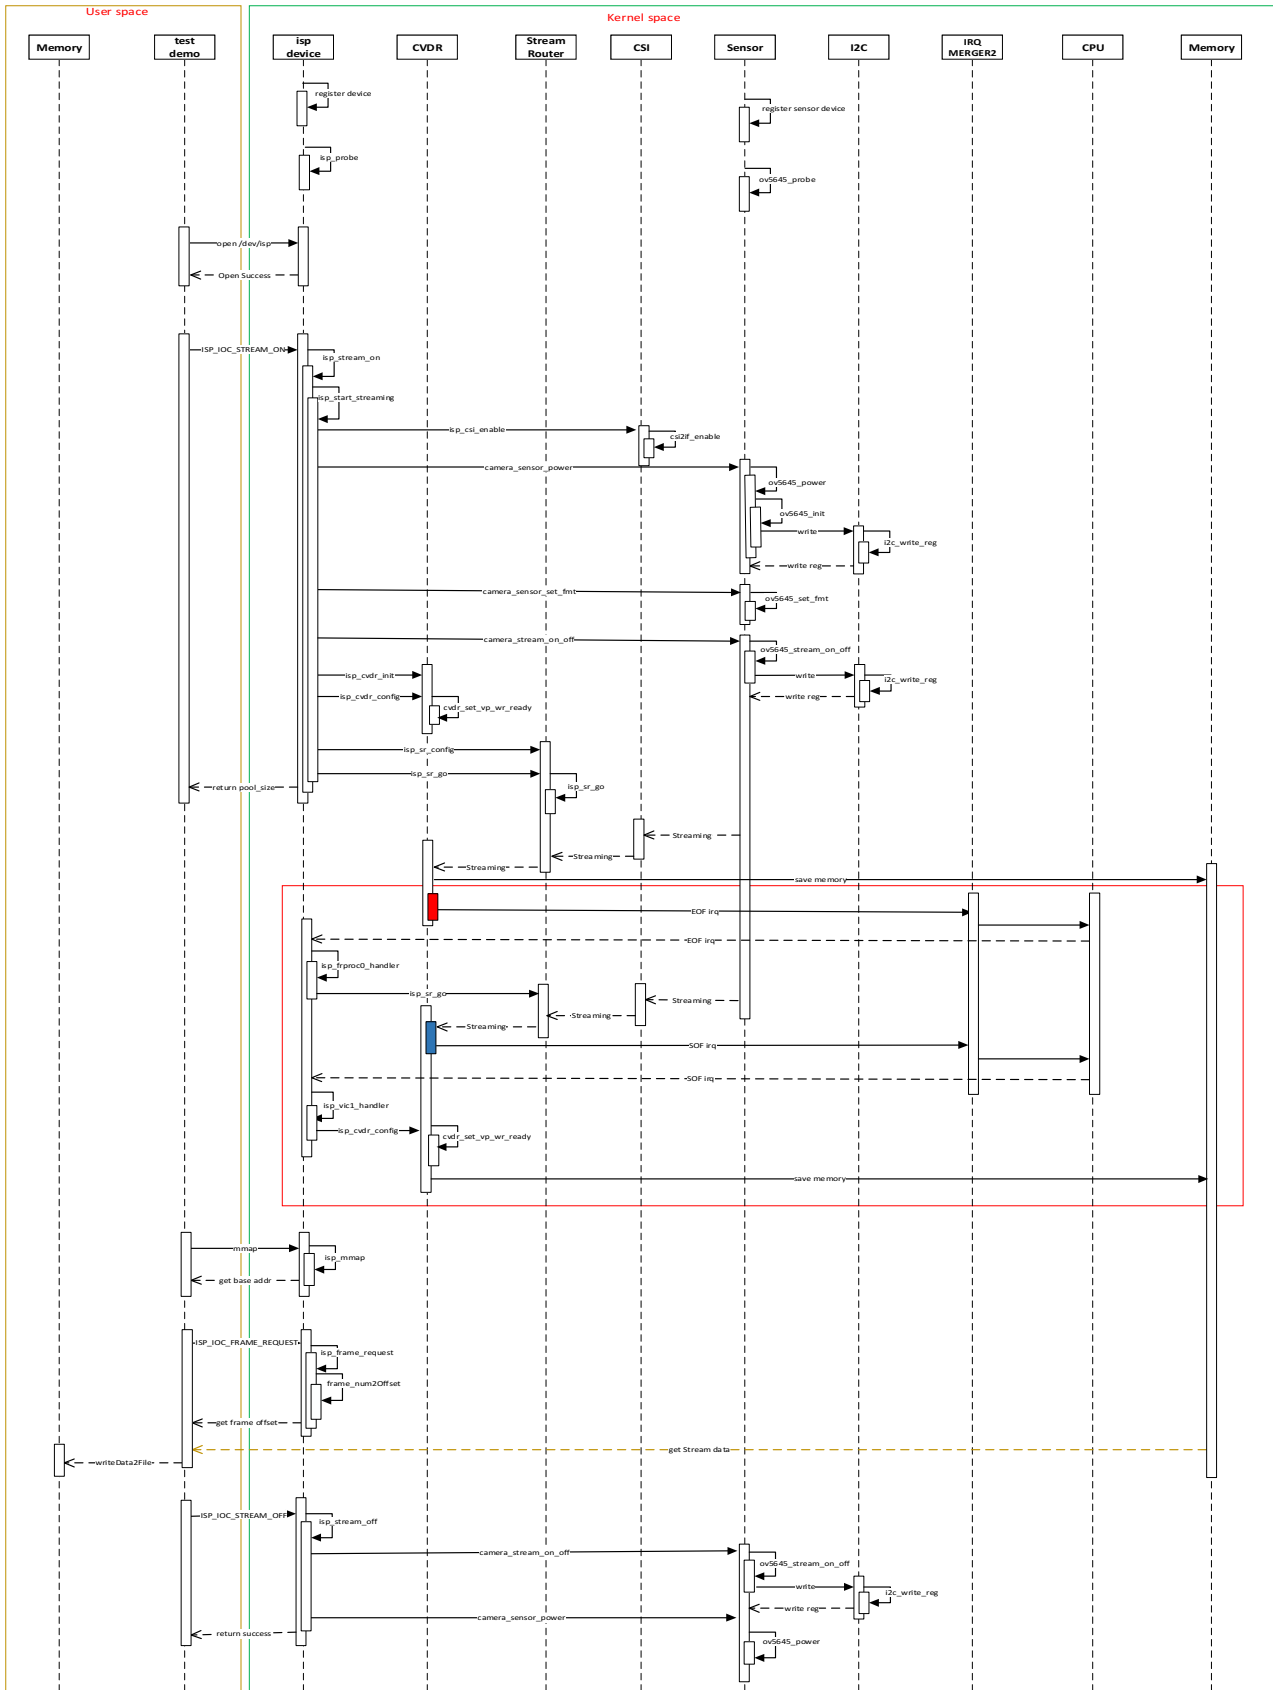 User space
Kernel space
Memory
test
demo
isp
device
CVDR
Stream
Router
CSI
Sensor
I2C
IRQ
MERGER2
CPU
Memory
register device
register sensor device
isp_probe
ov5645_probe
open /dev/isp
Open Success
ISP_IOC_STREAM_ON
isp_stream_on
isp_start_streaming
isp_csi_enable
csi2if_enable
camera_sensor_power
ov5645_power
ov5645_init
write
i2c_write_reg
write reg
camera_sensor_set_fmt
ov5645_set_fmt
camera_stream_on_off
ov5645_stream_on_off
isp_cvdr_init
write
i2c_write_reg
isp_cvdr_config
write reg
cvdr_set_vp_wr_ready
isp_sr_config
isp_sr_go
return pool_size
isp_sr_go
Streaming
Streaming
Streaming
save memory
EOF irq
EOF irq
isp_frproc0_handler
isp_sr_go
Streaming
Streaming
Streaming
SOF irq
SOF irq
isp_vic1_handler
isp_cvdr_config
cvdr_set_vp_wr_ready
save memory
mmap
isp_mmap
get base addr
ISP_IOC_FRAME_REQUEST
isp_frame_request
frame_num2Offset
get frame offset
get Stream data
writeData2File
ISP_IOC_STREAM_OFF
isp_stream_off
camera_stream_on_off
ov5645_stream_on_off
write
i2c_write_reg
write reg
camera_sensor_power
return success
ov5645_power